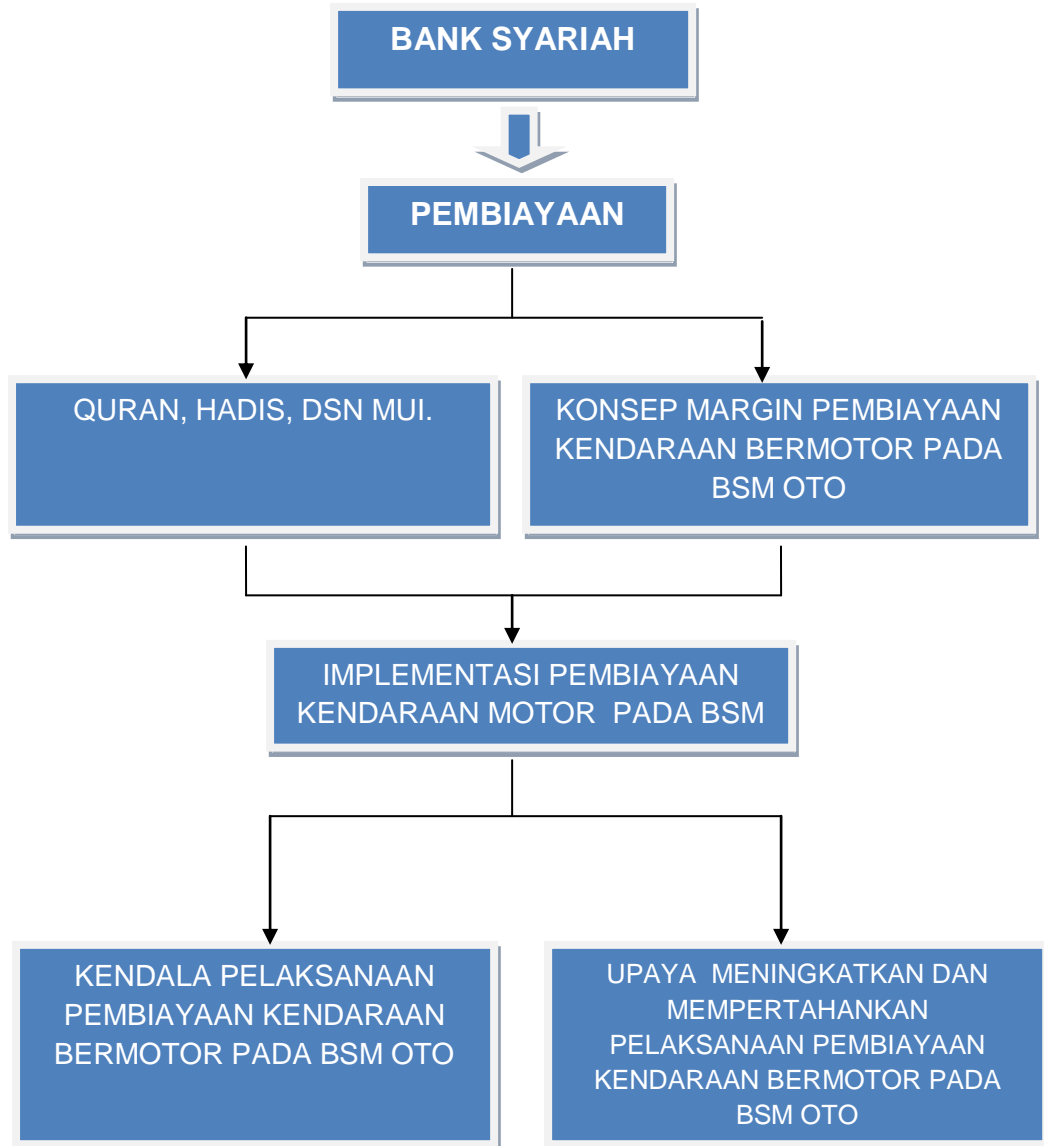 BANK SYARIAH
PEMBIAYAAN
QURAN, HADIS, DSN MUI.
KONSEP MARGIN PEMBIAYAAN
KENDARAAN BERMOTOR PADA
BSM OTO
IMPLEMENTASI PEMBIAYAAN
KENDARAAN MOTOR PADA BSM
KENDALA PELAKSANAAN
PEMBIAYAAN KENDARAAN
BERMOTOR PADA BSM OTO
UPAYA MENINGKATKAN DAN
MEMPERTAHANKAN
PELAKSANAAN PEMBIAYAAN
KENDARAAN BERMOTOR PADA
BSM OTO